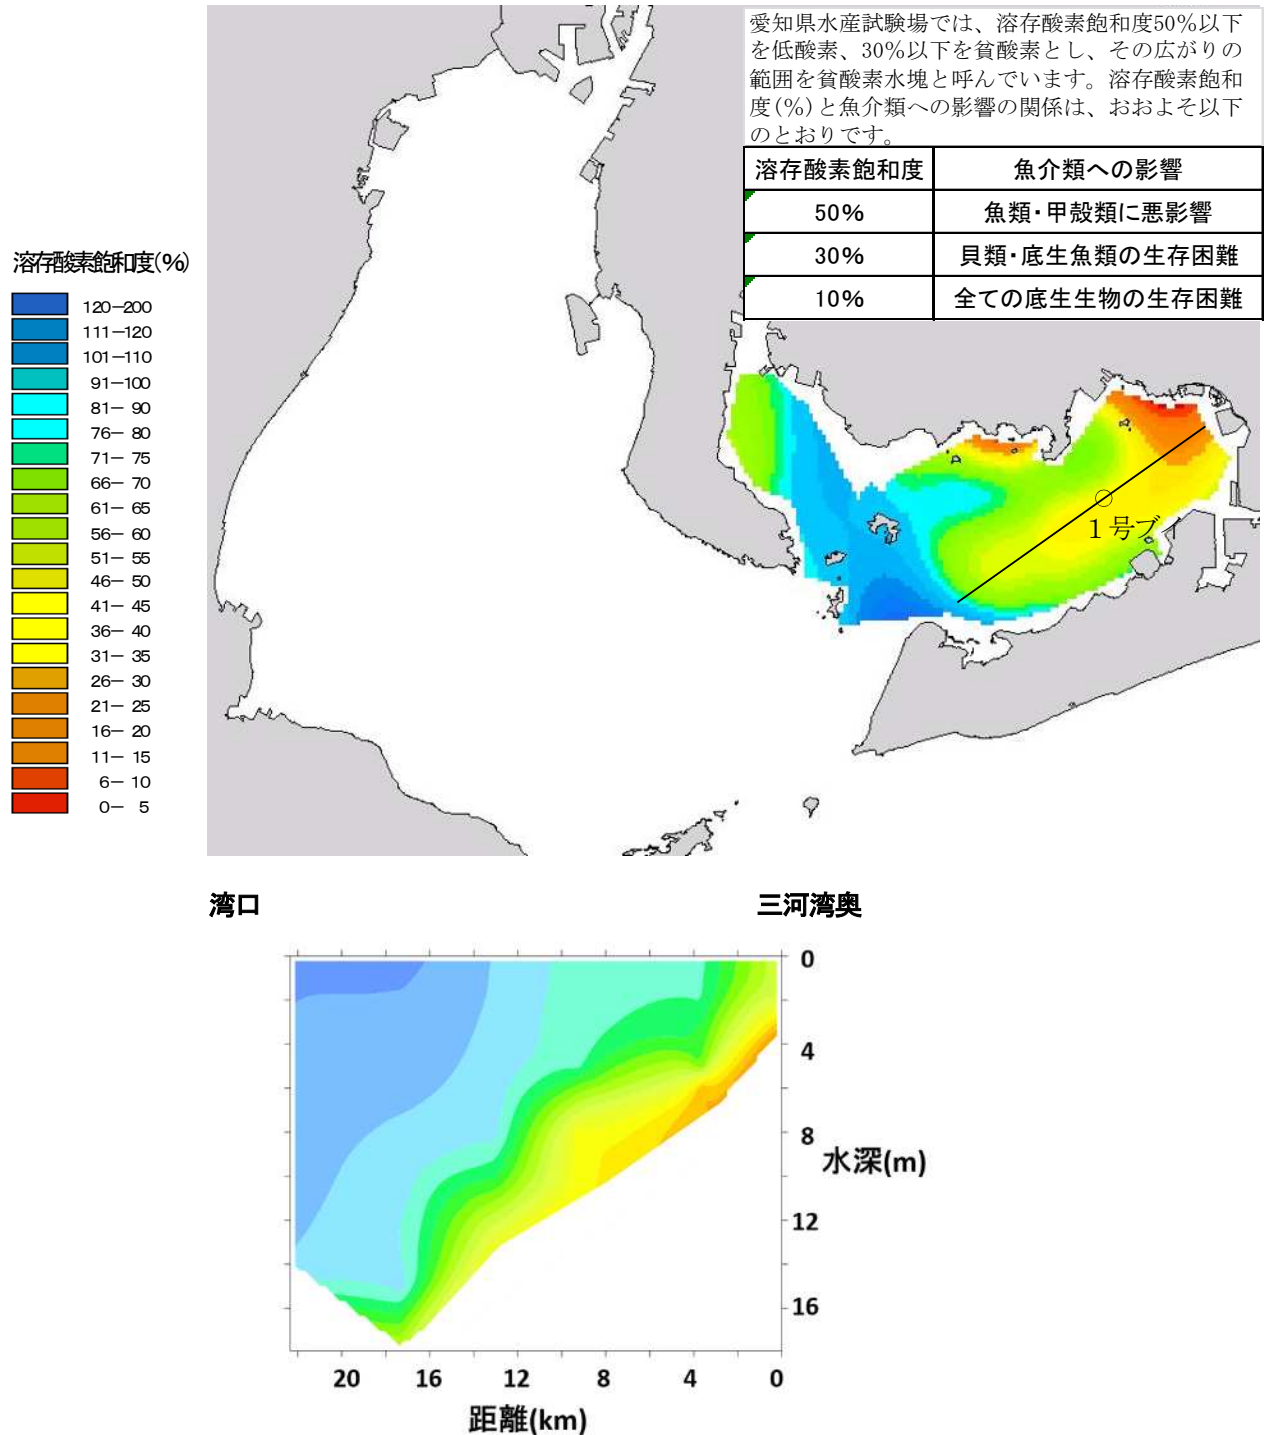 愛知県水産試験場では、溶存酸素飽和度50%以下
を低酸素、30%以下を貧酸素とし、その広がりの
範囲を貧酸素水塊と呼んでいます。溶存酸素飽和
度(%)と魚介類への影響の関係は、おおよそ以下
のとおりです。
溶存酸素飽和度 魚介類への影響
50% 魚類・甲殻類に悪影響
30% 貝類・底生魚類の生存困難
10% 全ての底生生物の生存困難
溶存酸素飽和度(%)
120-200
111-120
101-110
91-100
81- 90
76- 80
71- 75
66- 70
61- 65
56- 60
51- 55
46- 50
41- 45
36- 40
31- 35
26- 30
21- 25
16- 20
11- 15
6- 10
0- 5
1号ブイ
湾口 三河湾奥
0
4
8
水深(m)
12
16
20 16 12 8 4 0
距離(km)